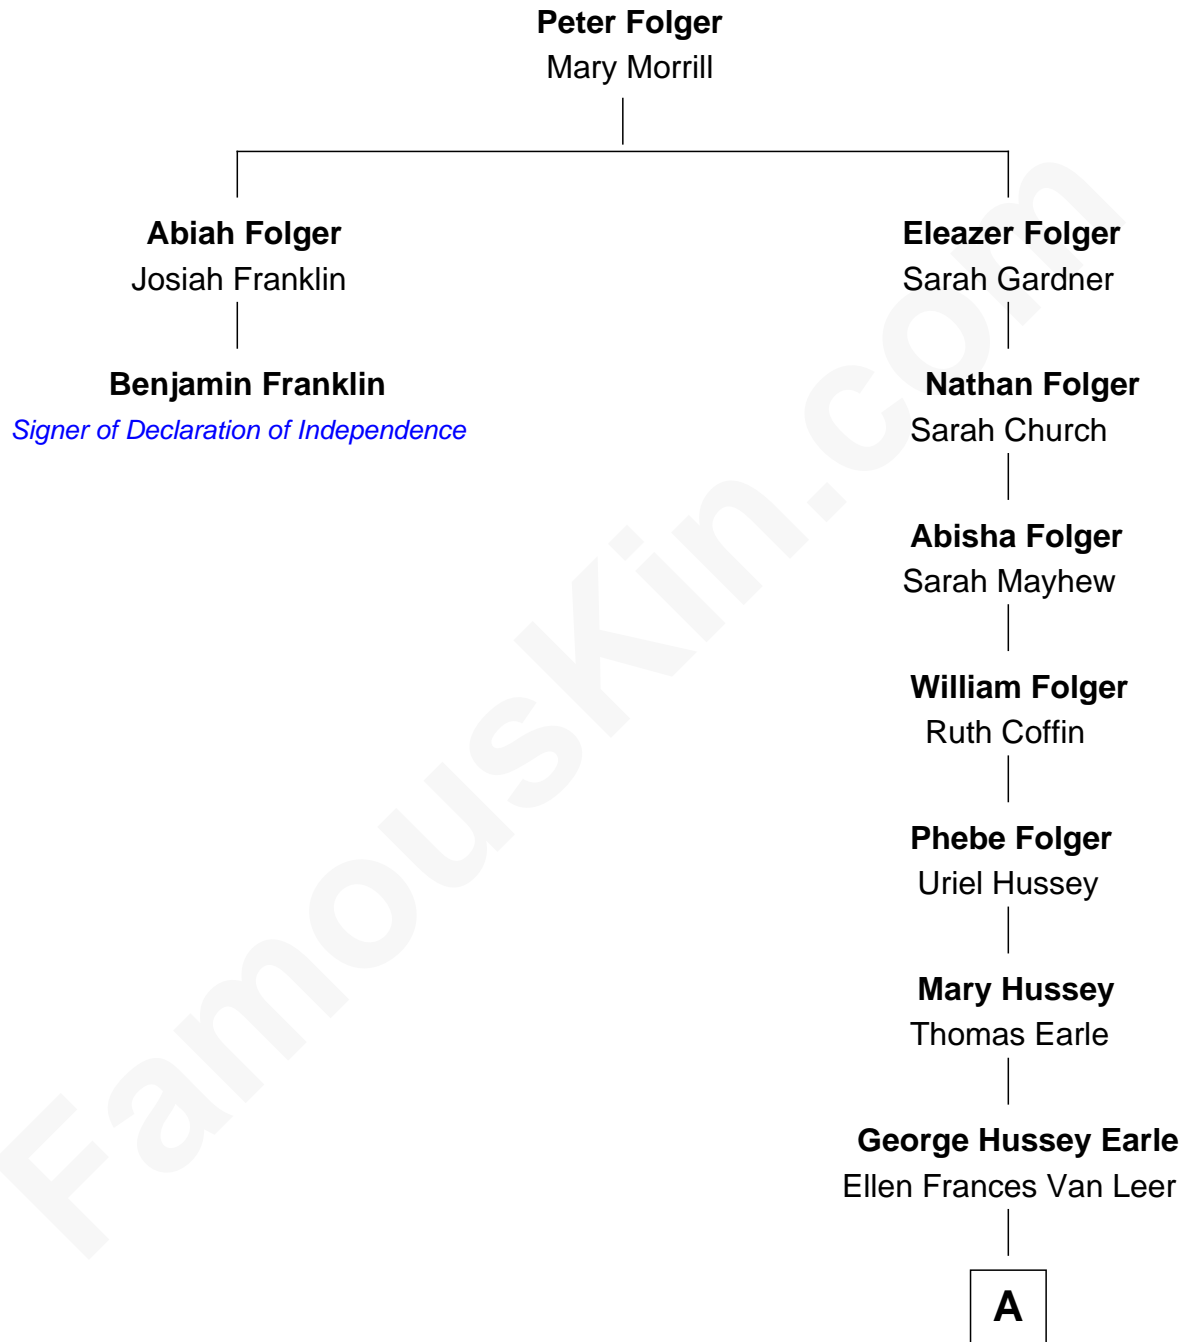 Peter Folger
Mary Morrill
Abiah Folger
Josiah Franklin
Benjamin Franklin
Signer of Declaration of Independence
Eleazer Folger
Sarah Gardner
Nathan Folger
Sarah Church
Abisha Folger
Sarah Mayhew
William Folger
Ruth Coffin
Phebe Folger
Uriel Hussey
Mary Hussey
Thomas Earle
George Hussey Earle
Ellen Frances Van Leer
A
FamousKin.com